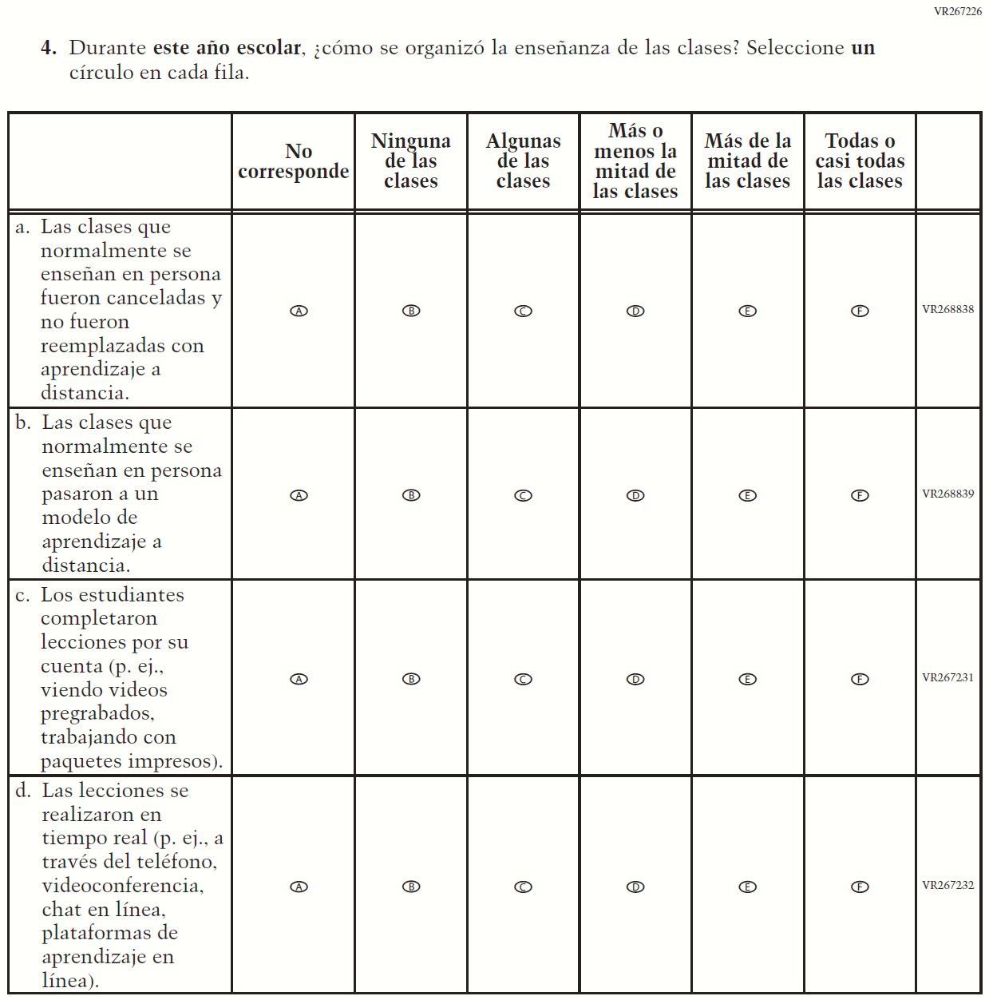 VR267226
4. Durante este año escolar, ¿cómo se organizó la enseñanza de las clases? Seleccione un
círculo en cada fila.
No
corresponde
Ninguna
de las
clases
Algunas
de las
clases
Más o
menos la
mitad de
las clases
Más de la
mitad de
las clases
Todas o
casi todas
las clases
a. Las clases que
normalmente se
enseñan en persona
fueron canceladas y
no fueron
reemplazadas con
aprendizaje a
distancia.
A B C D E F VR268838
b. Las clases que
normalmente se
enseñan en persona
pasaron a un
modelo de
aprendizaje a
distancia.
A B C D E F VR268839
c. Los estudiantes
completaron
lecciones por su
cuenta (p. ej.,
viendo videos
pregrabados,
trabajando con
paquetes impresos).
A B C D E F VR267231
d. Las lecciones se
realizaron en
tiempo real (p. ej., a
través del teléfono,
videoconferencia,
chat en línea,
plataformas de
aprendizaje en
línea).
A B C D E F VR267232